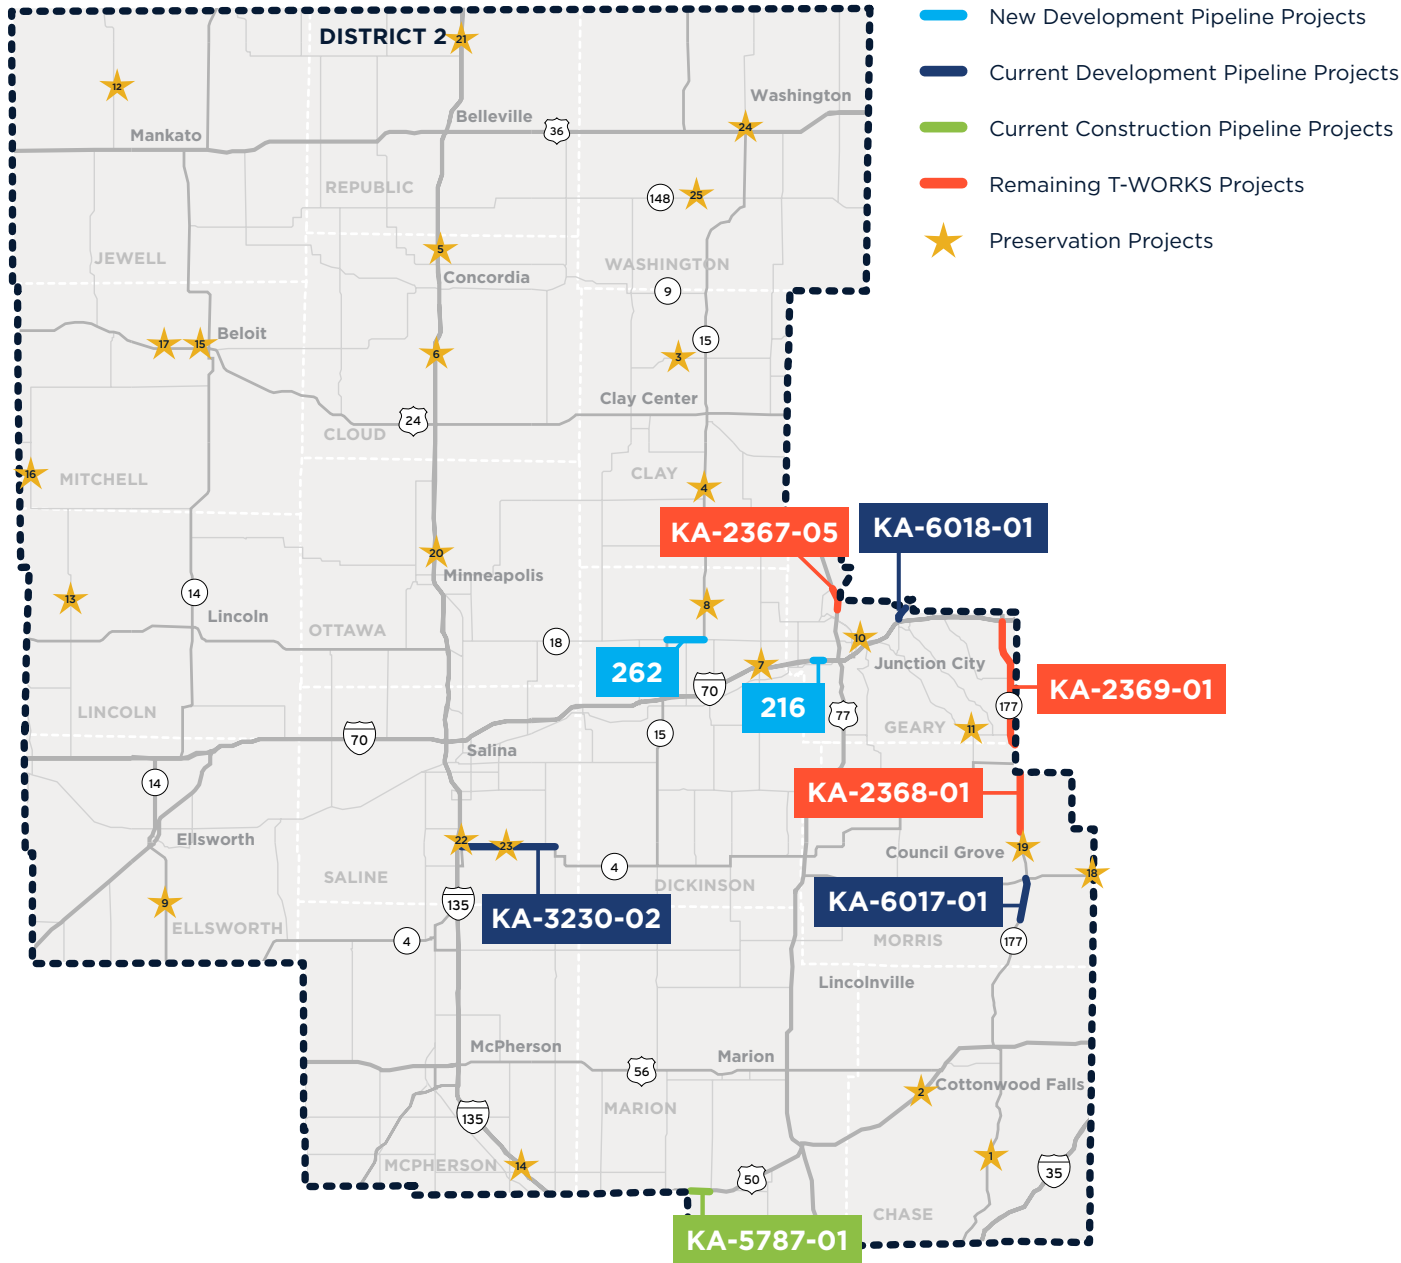 New Development Pipeline Projects
DISTRICT 2
21
Current Development Pipeline Projects
12
Washington
Belleville
36
24
Current Construction Pipeline Projects
Mankato
REPUBLIC
148
25
Remaining T-WORKS Projects
5
Preservation Projects
JEWELL
Concordia
WASHINGTON
9
17
15
Beloit
6
3
15
Clay Center
24
CLOUD
16
MITCHELL
CLAY
4
KA-2367-05
KA-6018-01
20
Minneapolis
13
14
Lincoln
8
OTTAWA
18
10
262
7
Junction City
70
216
KA-2369-01
LINCOLN
77
177
GEARY
11
70
Salina
15
14
KA-2368-01
Ellsworth
22
23
Council Grove
19
4
18
SALINE
DICKINSON
9
135
KA-3230-02
KA-6017-01
ELLSWORTH
4
MORRIS
177
Lincolnville
McPherson
Marion
56
2
Cottonwood Falls
135
MARION
MCPHERSON
14
1
50
35
CHASE
KA-5787-01